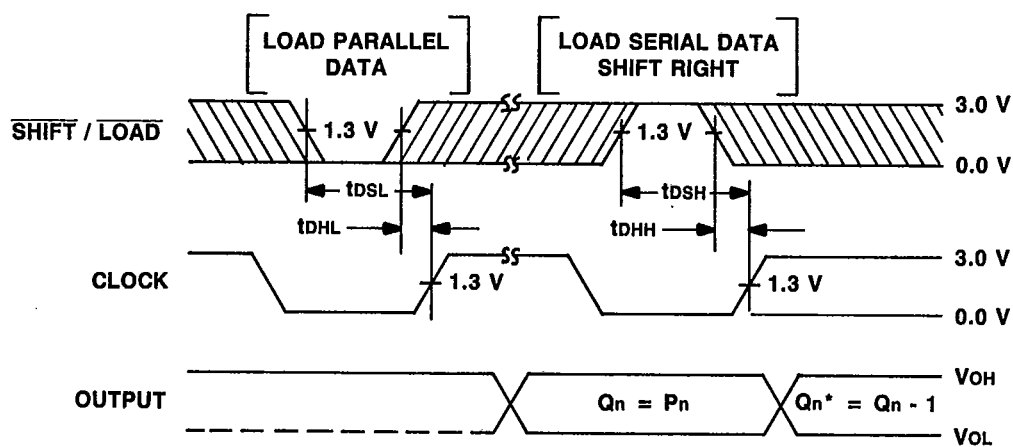 LOAD PARALLEL
DATA
LOAD SERIAL DATA
SHIFT RIGHT
SHIFT / LOAD
1.3 V
1.3 V
3.0 V
0.0 V
tDSL
tDSH
tDHL
tDHH
CLOCK
1.3 V
1.3 V
3.0 V
0.0 V
OUTPUT
Qn = Pn
Qn* = Qn - 1
VOH
VOL